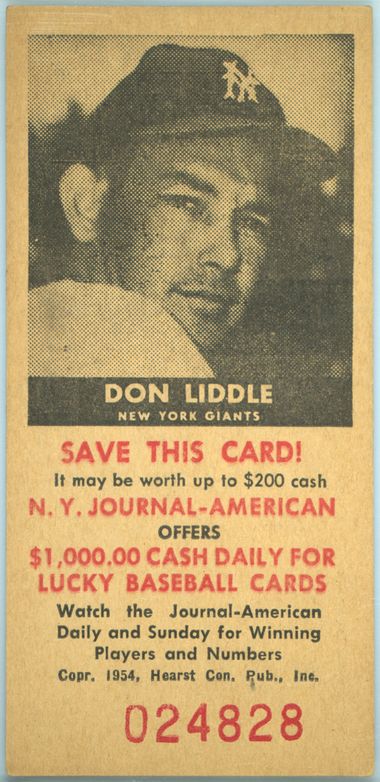 NY
DON LIDDLE
NEW YORK GIANTS
SAVE THIS CARD!
It may be worth up to $200 cash
N. Y. JOURNAL-AMERICAN
OFFERS
$1,000.00 CASH DAILY FOR
LUCKY BASEBALL CARDS
Watch the Journal-American
Daily and Sunday for Winning
Players and Numbers
Copr. 1954, Hearst Con. Pub., Inc.
024828